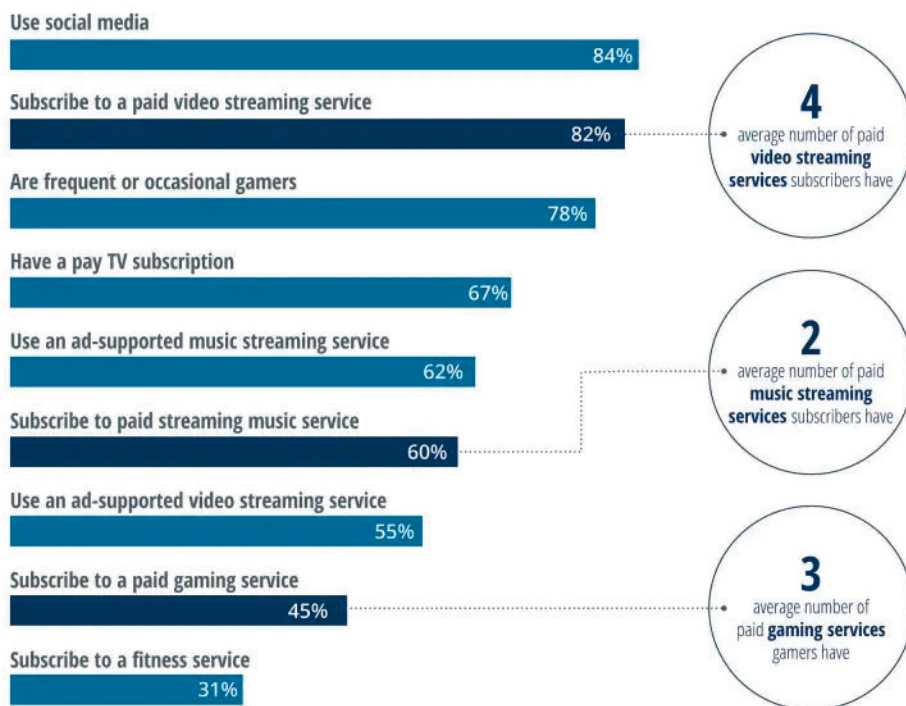 Use social media
84%
Subscribe to a paid video streaming service
82%
4
average number of paid
video streaming
services subscribers have
Are frequent or occasional gamers
78%
Have a pay TV subscription
67%
Use an ad-supported music streaming service
62%
2
average number of paid
music streaming
services subscribers have
Subscribe to paid streaming music service
60%
Use an ad-supported video streaming service
55%
Subscribe to a paid gaming service
45%
3
average number of
paid gaming services
gamers have
Subscribe to a fitness service
31%